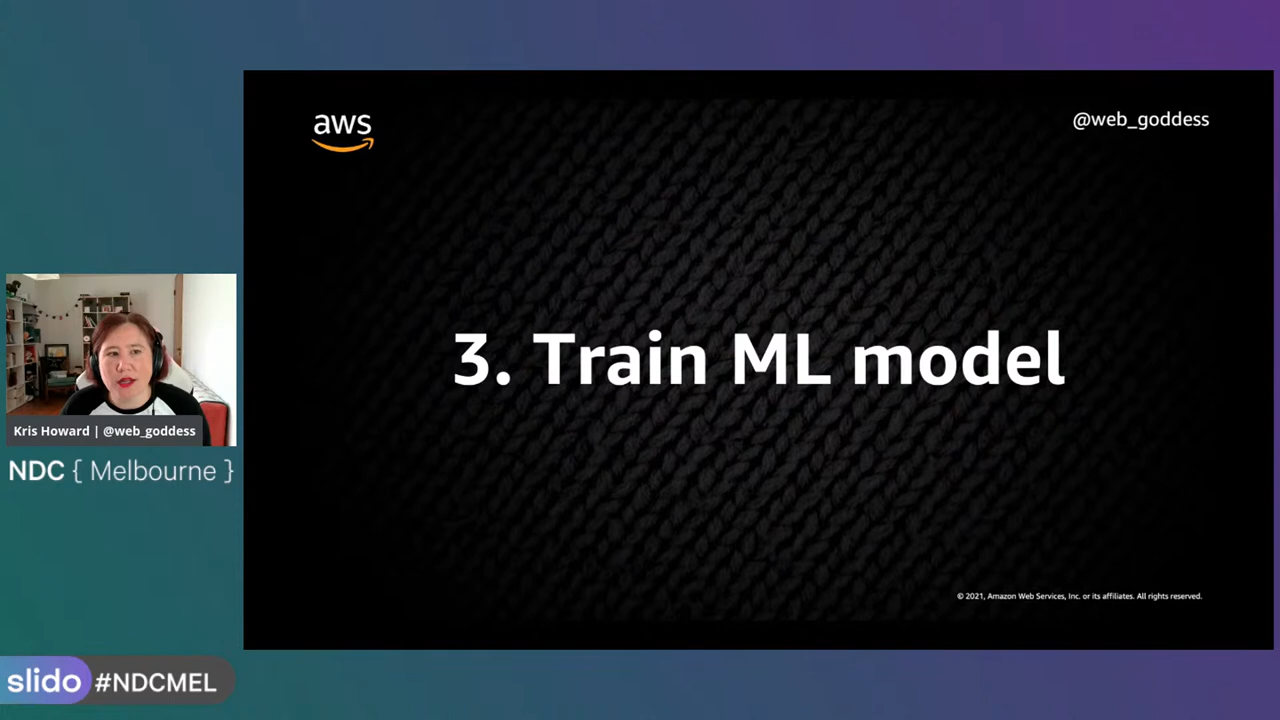 aws
@web_goddess
3. Train ML model
© 2021, Amazon Web Services, Inc. or its affiliates. All rights reserved.
Kris Howard | @web_goddess
NDC { Melbourne }
slido #NDCMEL